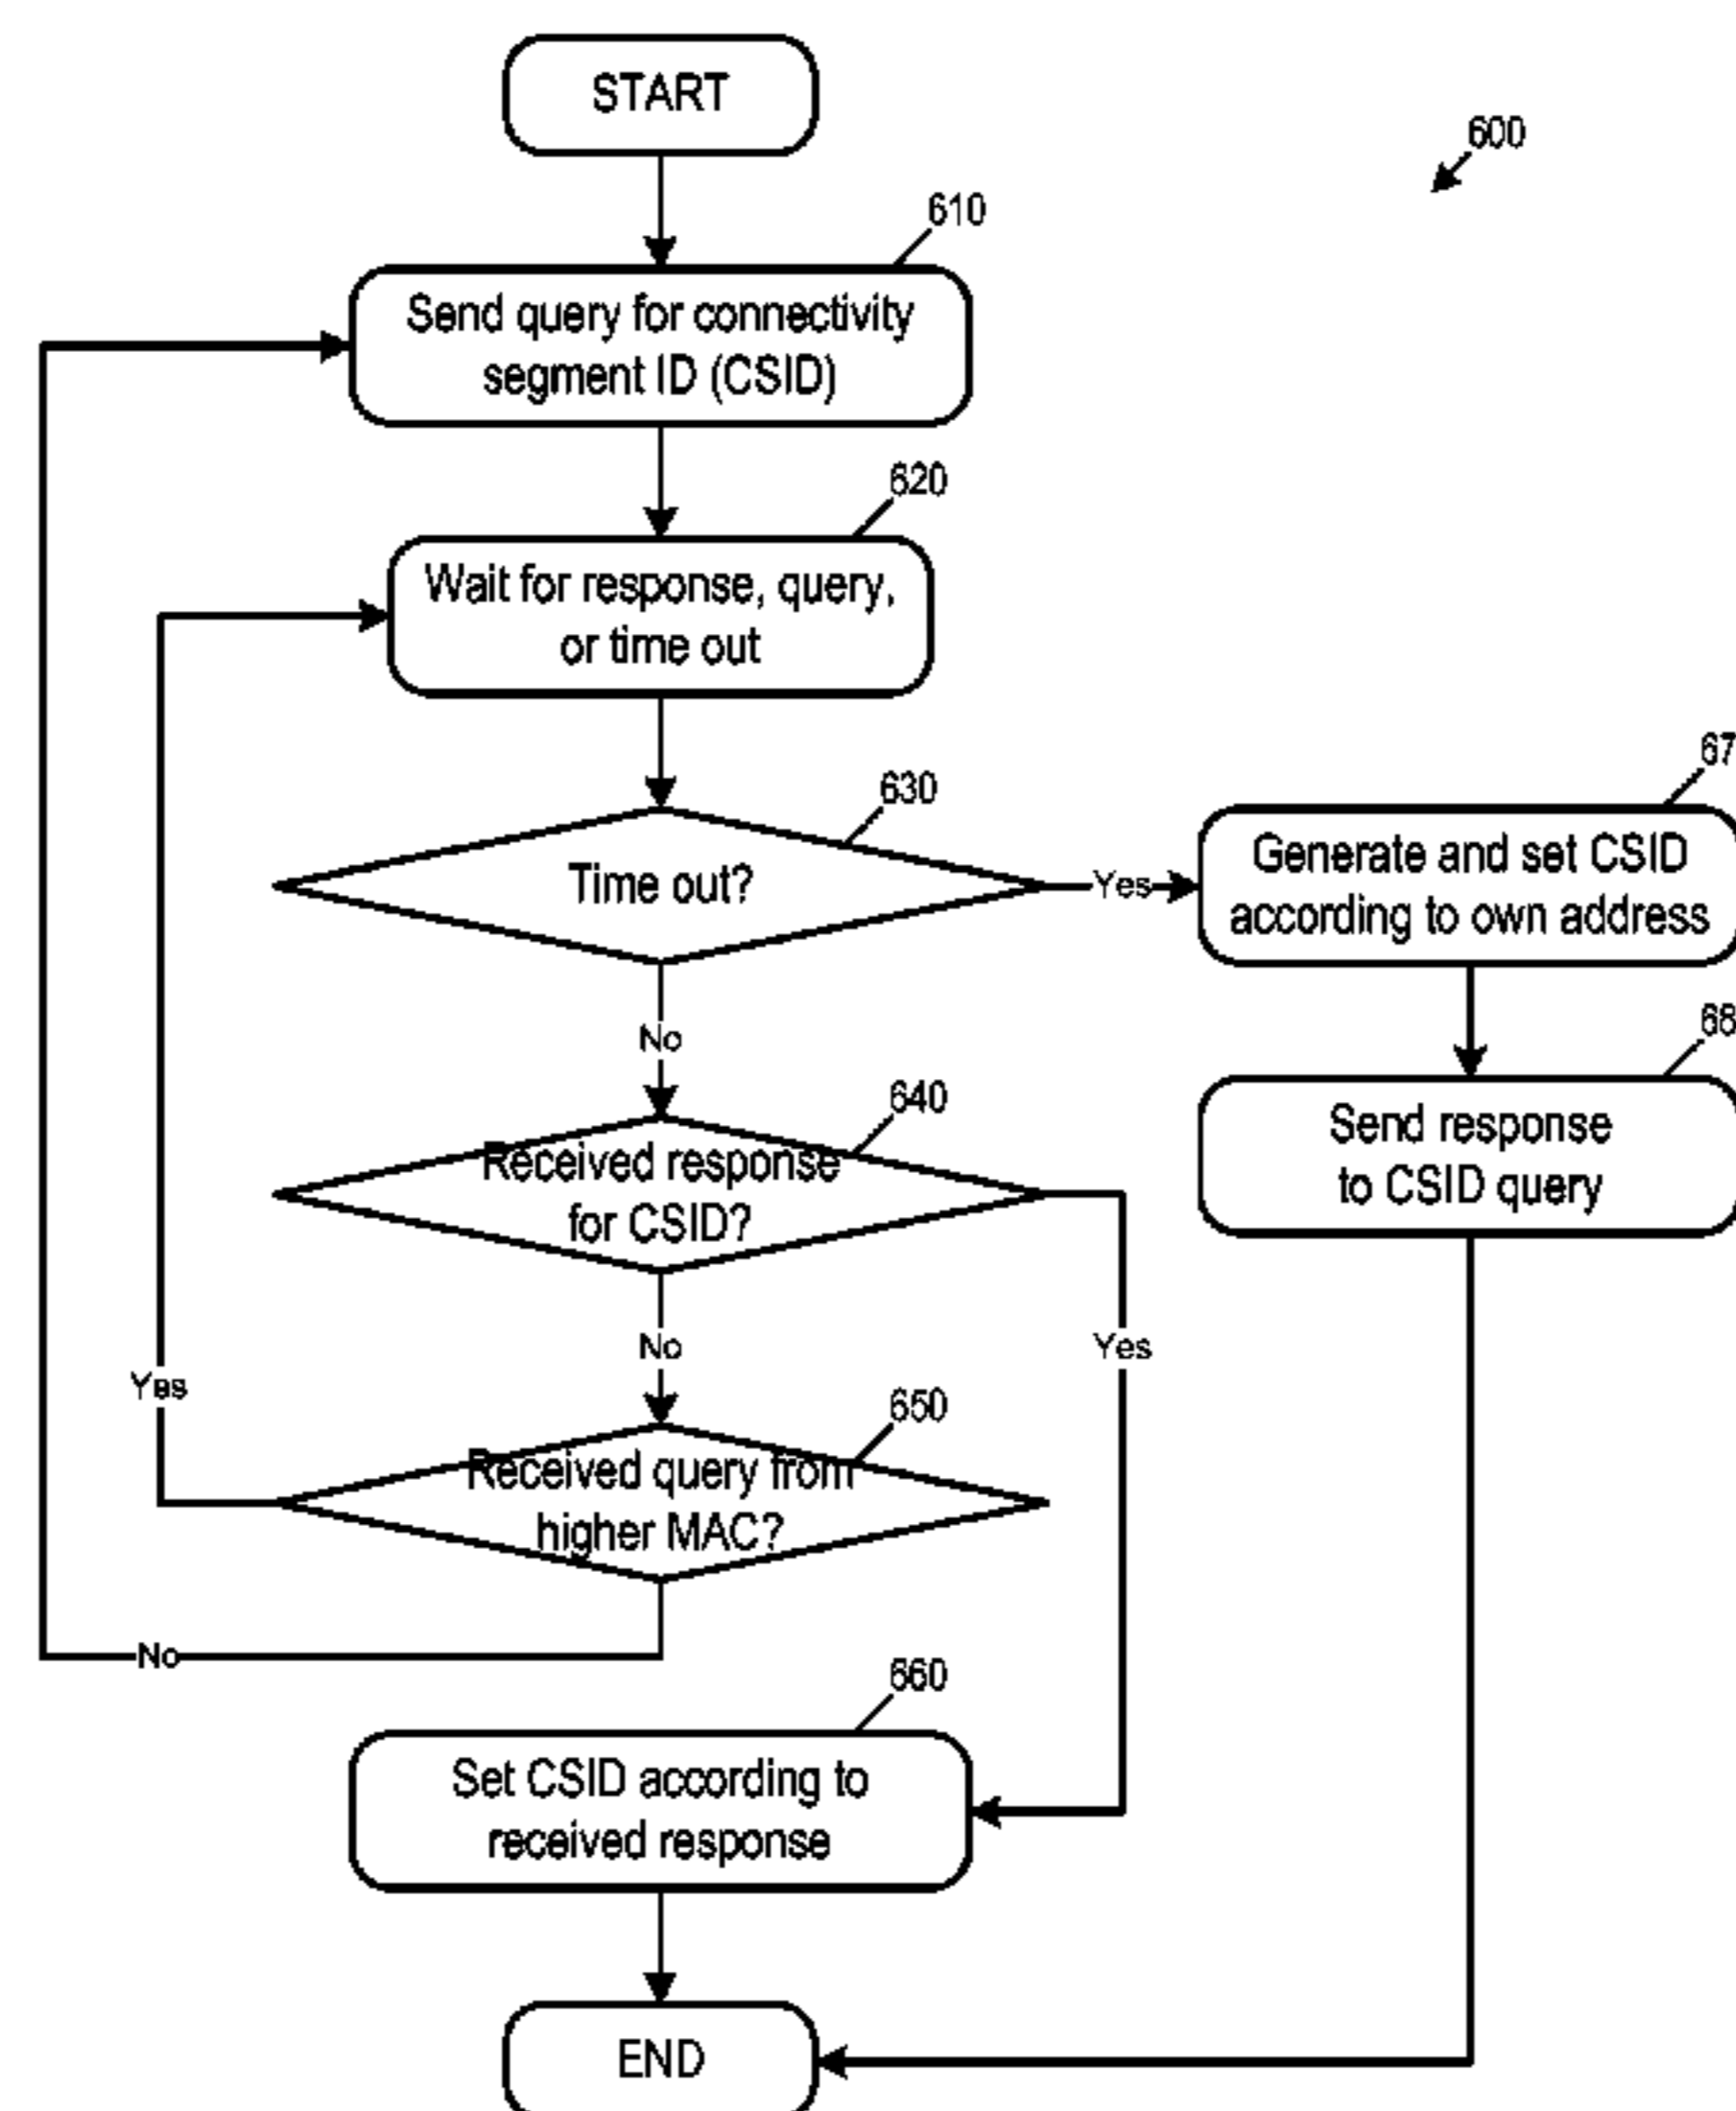 START
600
610
Send query for connectivity
segment ID (CSID)
620
Wait for response, query,
or time out
630
Time out?
Yes
67
Generate and set CSID
according to own address
No
68
Send response
to CSID query
640
Received response
for CSID?
Yes
No
650
Received query from
higher MAC?
Yes
No
660
Set CSID according to
received response
END